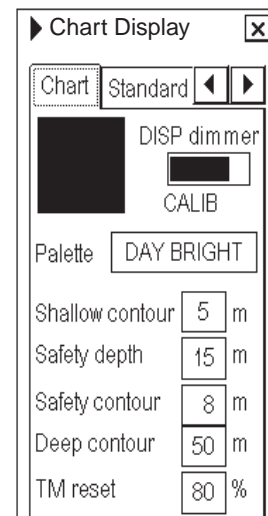 Chart Display
Chart Standard
DISP dimmer
CALIB
Palette DAY BRIGHT
Shallow contour 5 m
Safety depth 15 m
Safety contour 8 m
Deep contour 50 m
TM reset 80 %